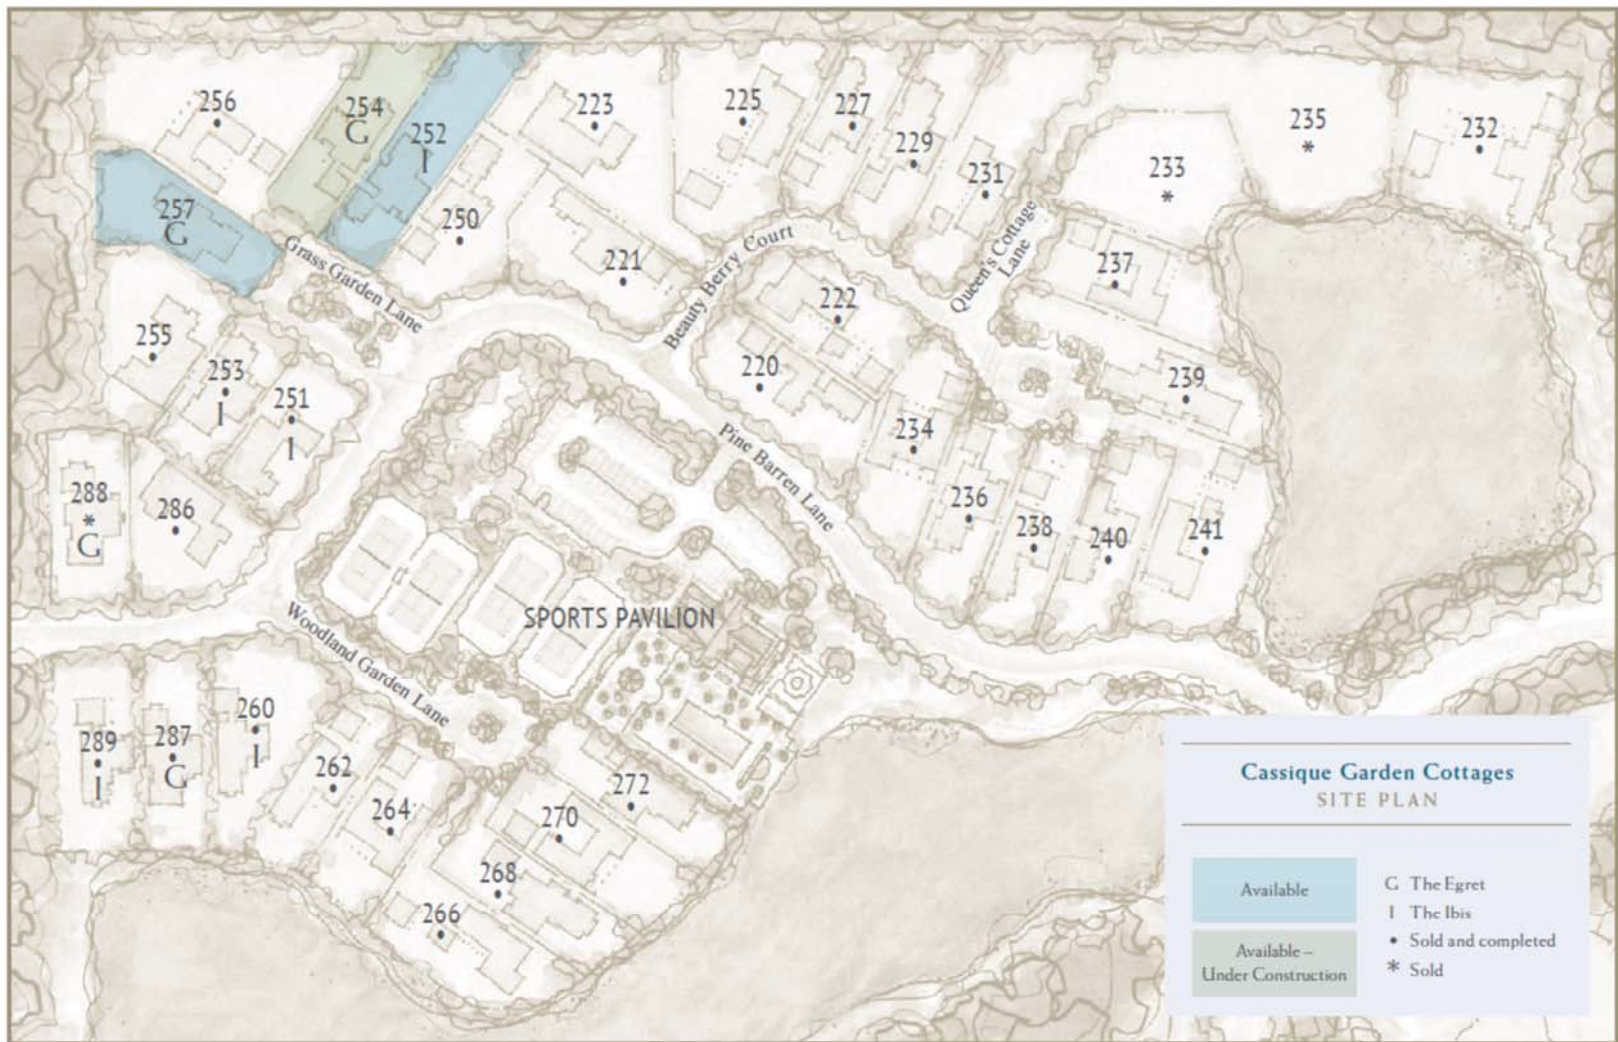 256
254
G
252
I
223
225
227
229
231
233
*
235
*
232
•
257
G
250
221
Grass Garden Lane
Beauty Berry Court
Queen's Cottage
Lane
237
222
220
239
255
253
I
251
I
234
Pine Barren Lane
236
238
240
241
288
*
G
286
SPORTS PAVILION
Woodland Garden Lane
289
I
287
G
260
I
262
264
272
270
268
266
Cassique Garden Cottages
SITE PLAN
Available
Available –
Under Construction
G The Egret
I The Ibis
• Sold and completed
* Sold